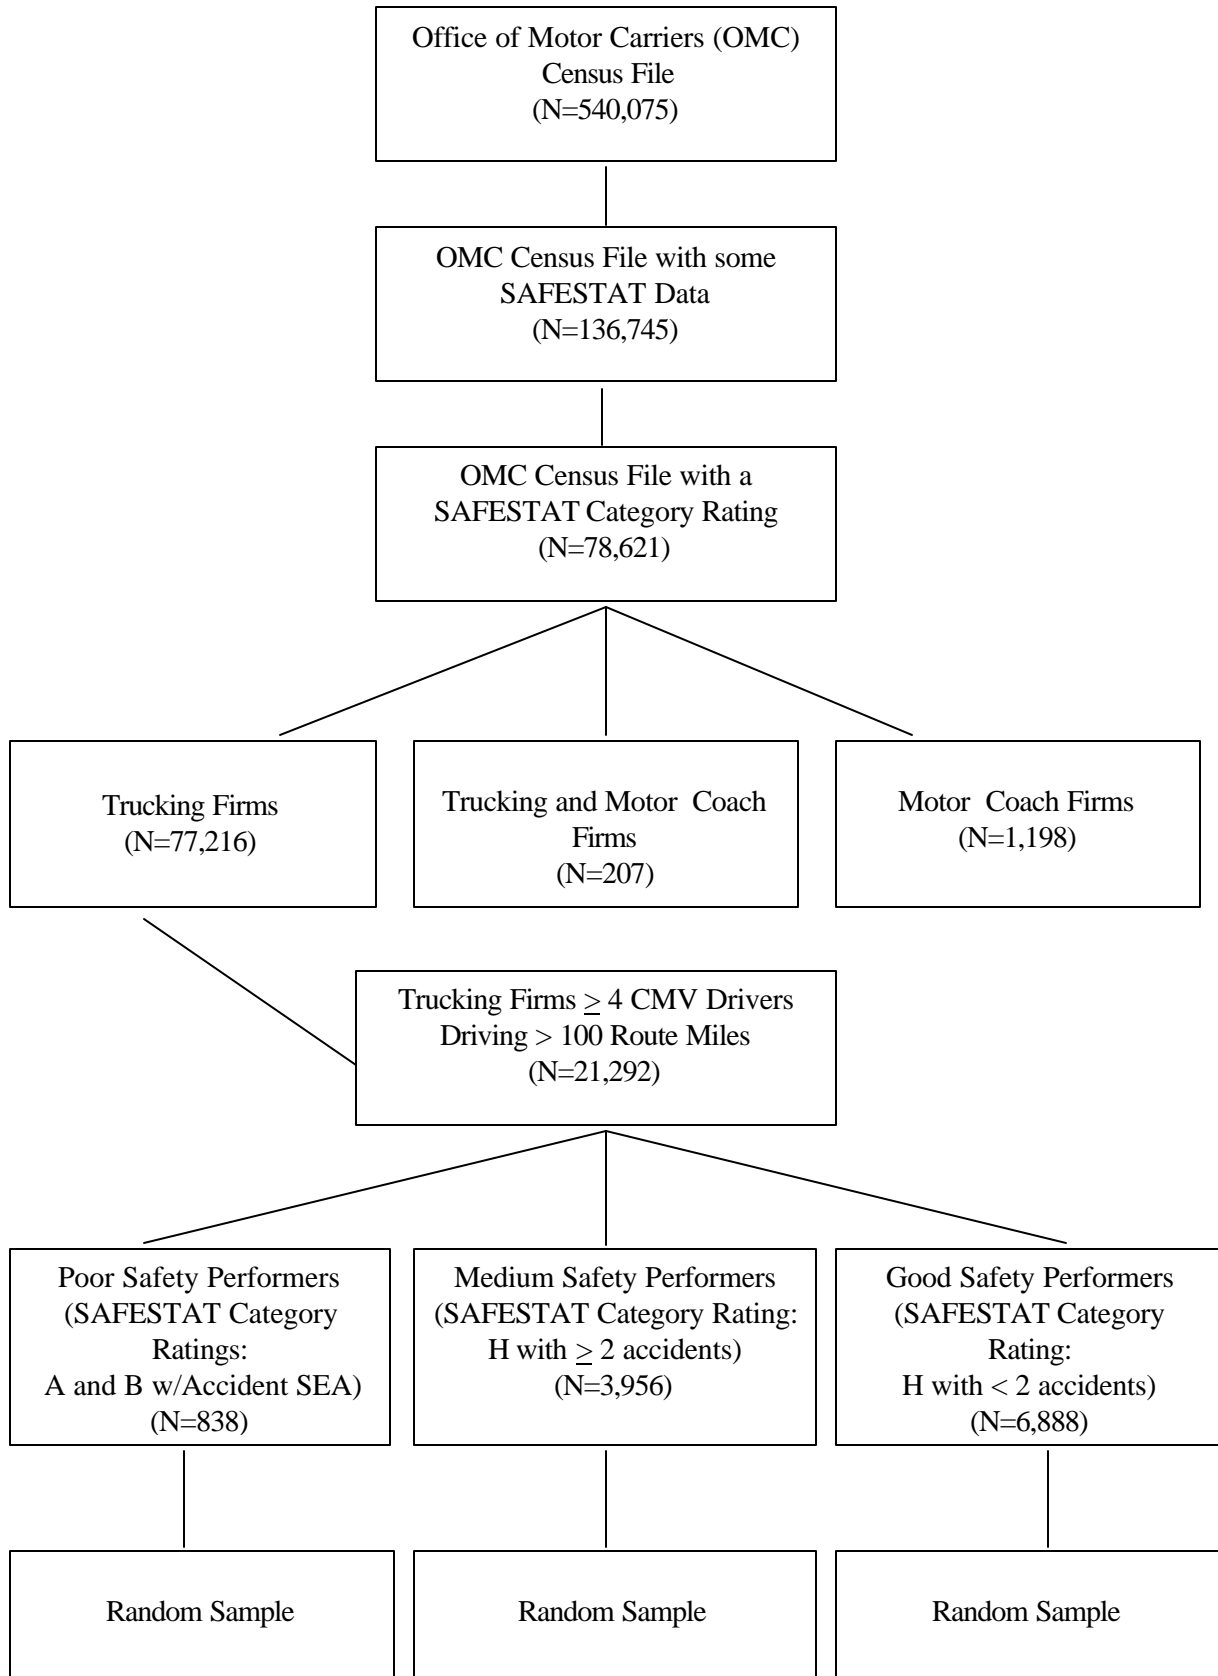 Office of Motor Carriers (OMC)
Census File
(N=540,075)
OMC Census File with some
SAFESTAT Data
(N=136,745)
OMC Census File with a
SAFESTAT Category Rating
(N=78,621)
Trucking Firms
(N=77,216)
Trucking and Motor Coach
Firms
(N=207)
Motor Coach Firms
(N=1,198)
Trucking Firms ≥ 4 CMV Drivers
Driving > 100 Route Miles
(N=21,292)
Poor Safety Performers
(SAFESTAT Category
Ratings:
A and B w/Accident SEA)
(N=838)
Medium Safety Performers
(SAFESTAT Category Rating:
H with ≥ 2 accidents)
(N=3,956)
Good Safety Performers
(SAFESTAT Category
Rating:
H with < 2 accidents)
(N=6,888)
Random Sample
Random Sample
Random Sample